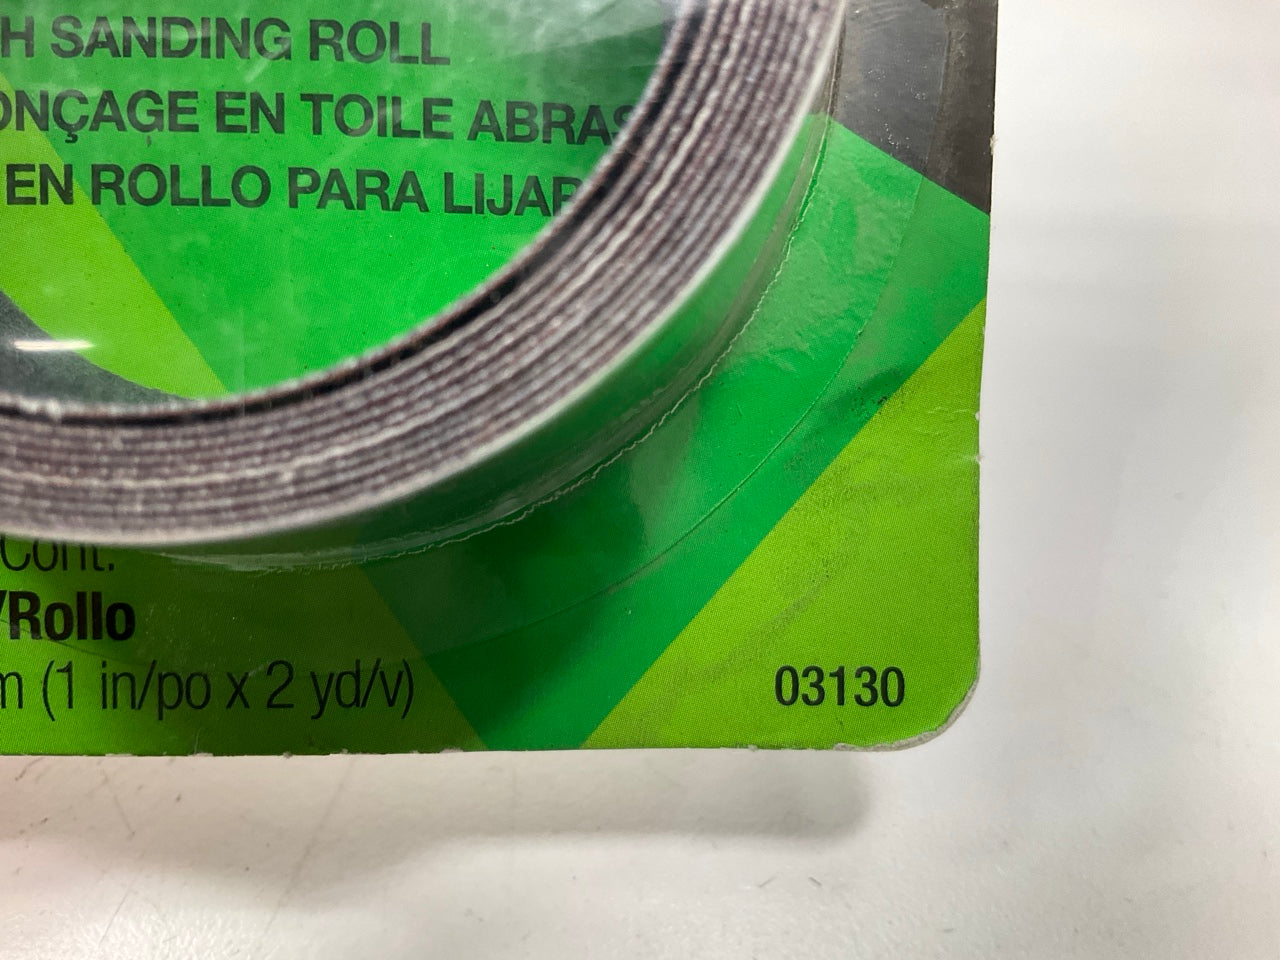 H SANDING ROLL
ONÇAGE EN TOILE ABRAS
EN ROLLO PARA LIJAR
Cont.
/Rollo
m (1 in/po x 2 yd/v)
03130